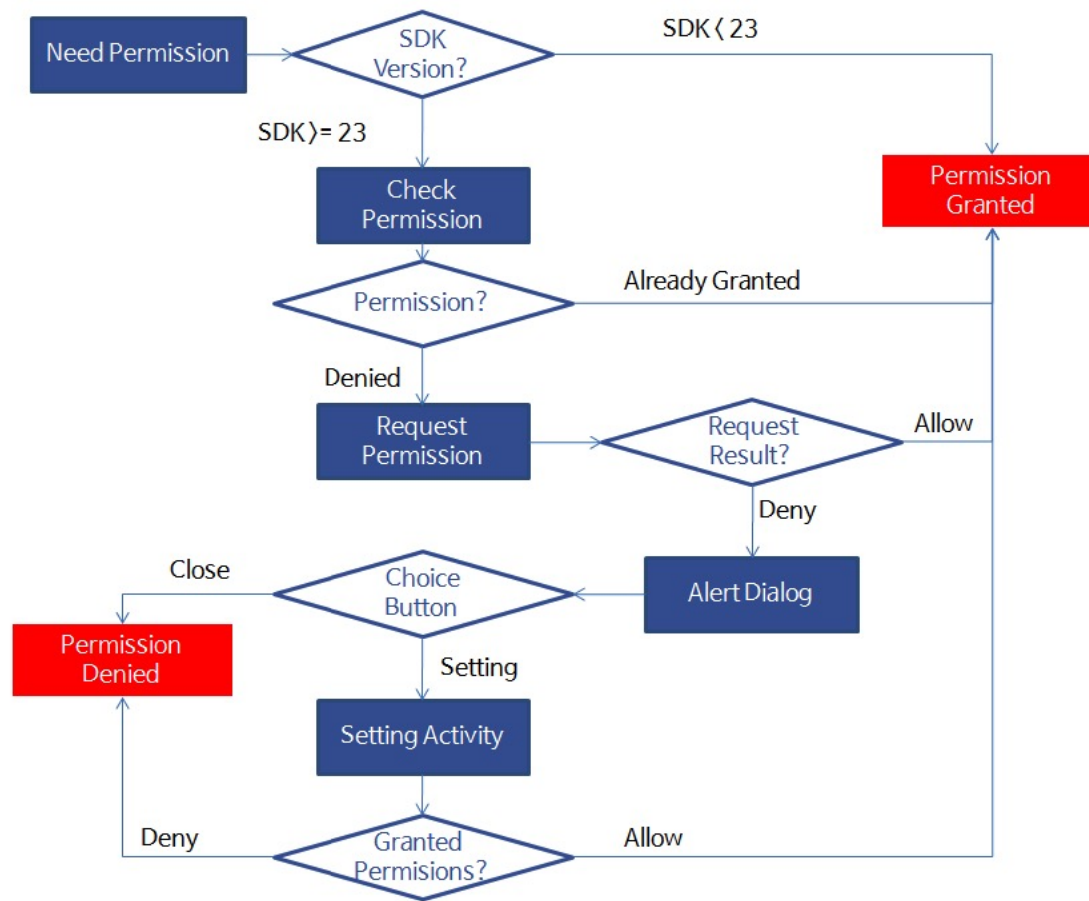 Need Permission
SDK
Version?
SDK⟨ 23
SDK⟩= 23
Check
Permission
Permission
Granted
Permission?
Already Granted
Denied
Request
Permission
Request
Result?
Allow
Deny
Close
Choice
Button
Alert Dialog
Permission
Denied
Setting
Setting Activity
Deny
Granted
Permisions?
Allow